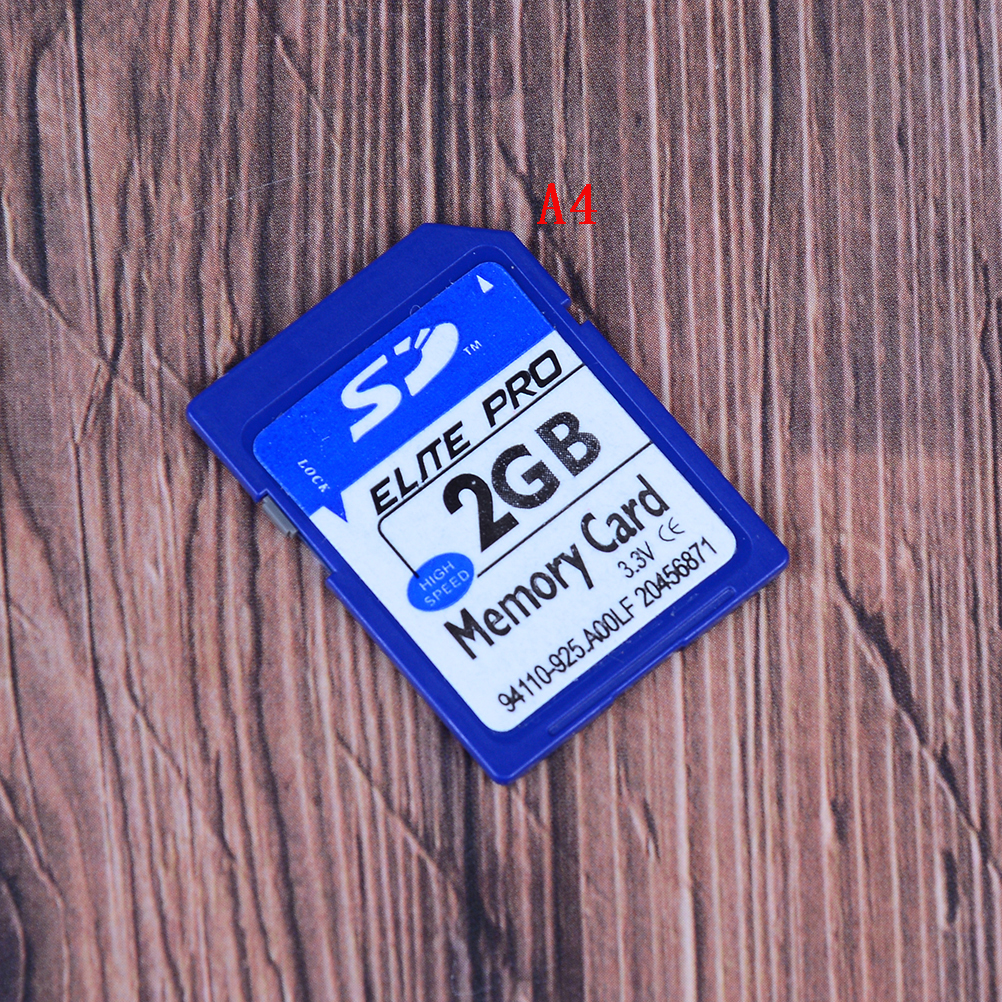 A4
SD TM
LOCK
ELITE PRO
2GB
HIGH
SPEED
Memory Card
3.3V CE
94110-925.A00LF 20456871